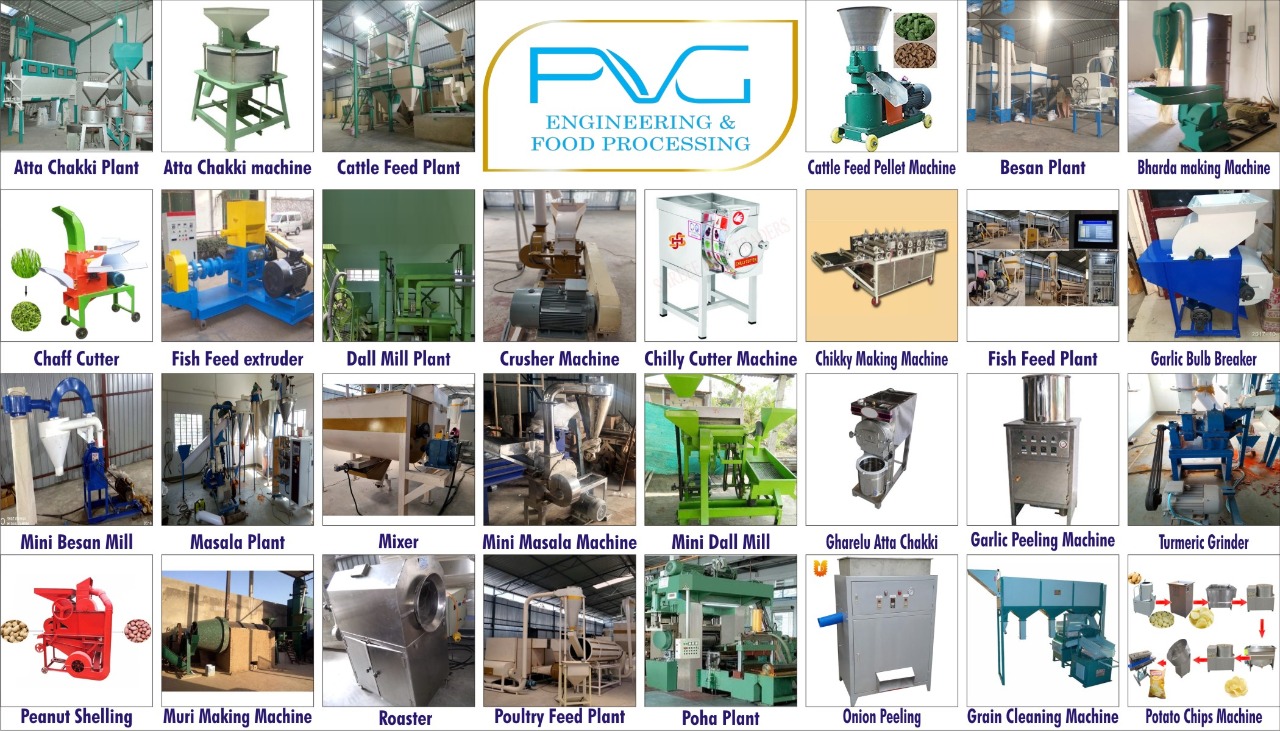 PVG
ENGINEERING &
FOOD PROCESSING
Atta Chakki Plant
Atta Chakki machine
Cattle Feed Plant
Cattle Feed Pellet Machine
Besan Plant
Bharda making Machine
Chaff Cutter
Fish Feed extruder
Dall Mill Plant
Crusher Machine
Chilly Cutter Machine
Chikky Making Machine
Fish Feed Plant
Garlic Bulb Breaker
Mini Besan Mill
Masala Plant
Mixer
Mini Masala Machine
Mini Dall Mill
Gharelu Atta Chakki
Garlic Peeling Machine
Turmeric Grinder
Peanut Shelling
Muri Making Machine
Roaster
Poultry Feed Plant
Poha Plant
Onion Peeling
Grain Cleaning Machine
Potato Chips Machine